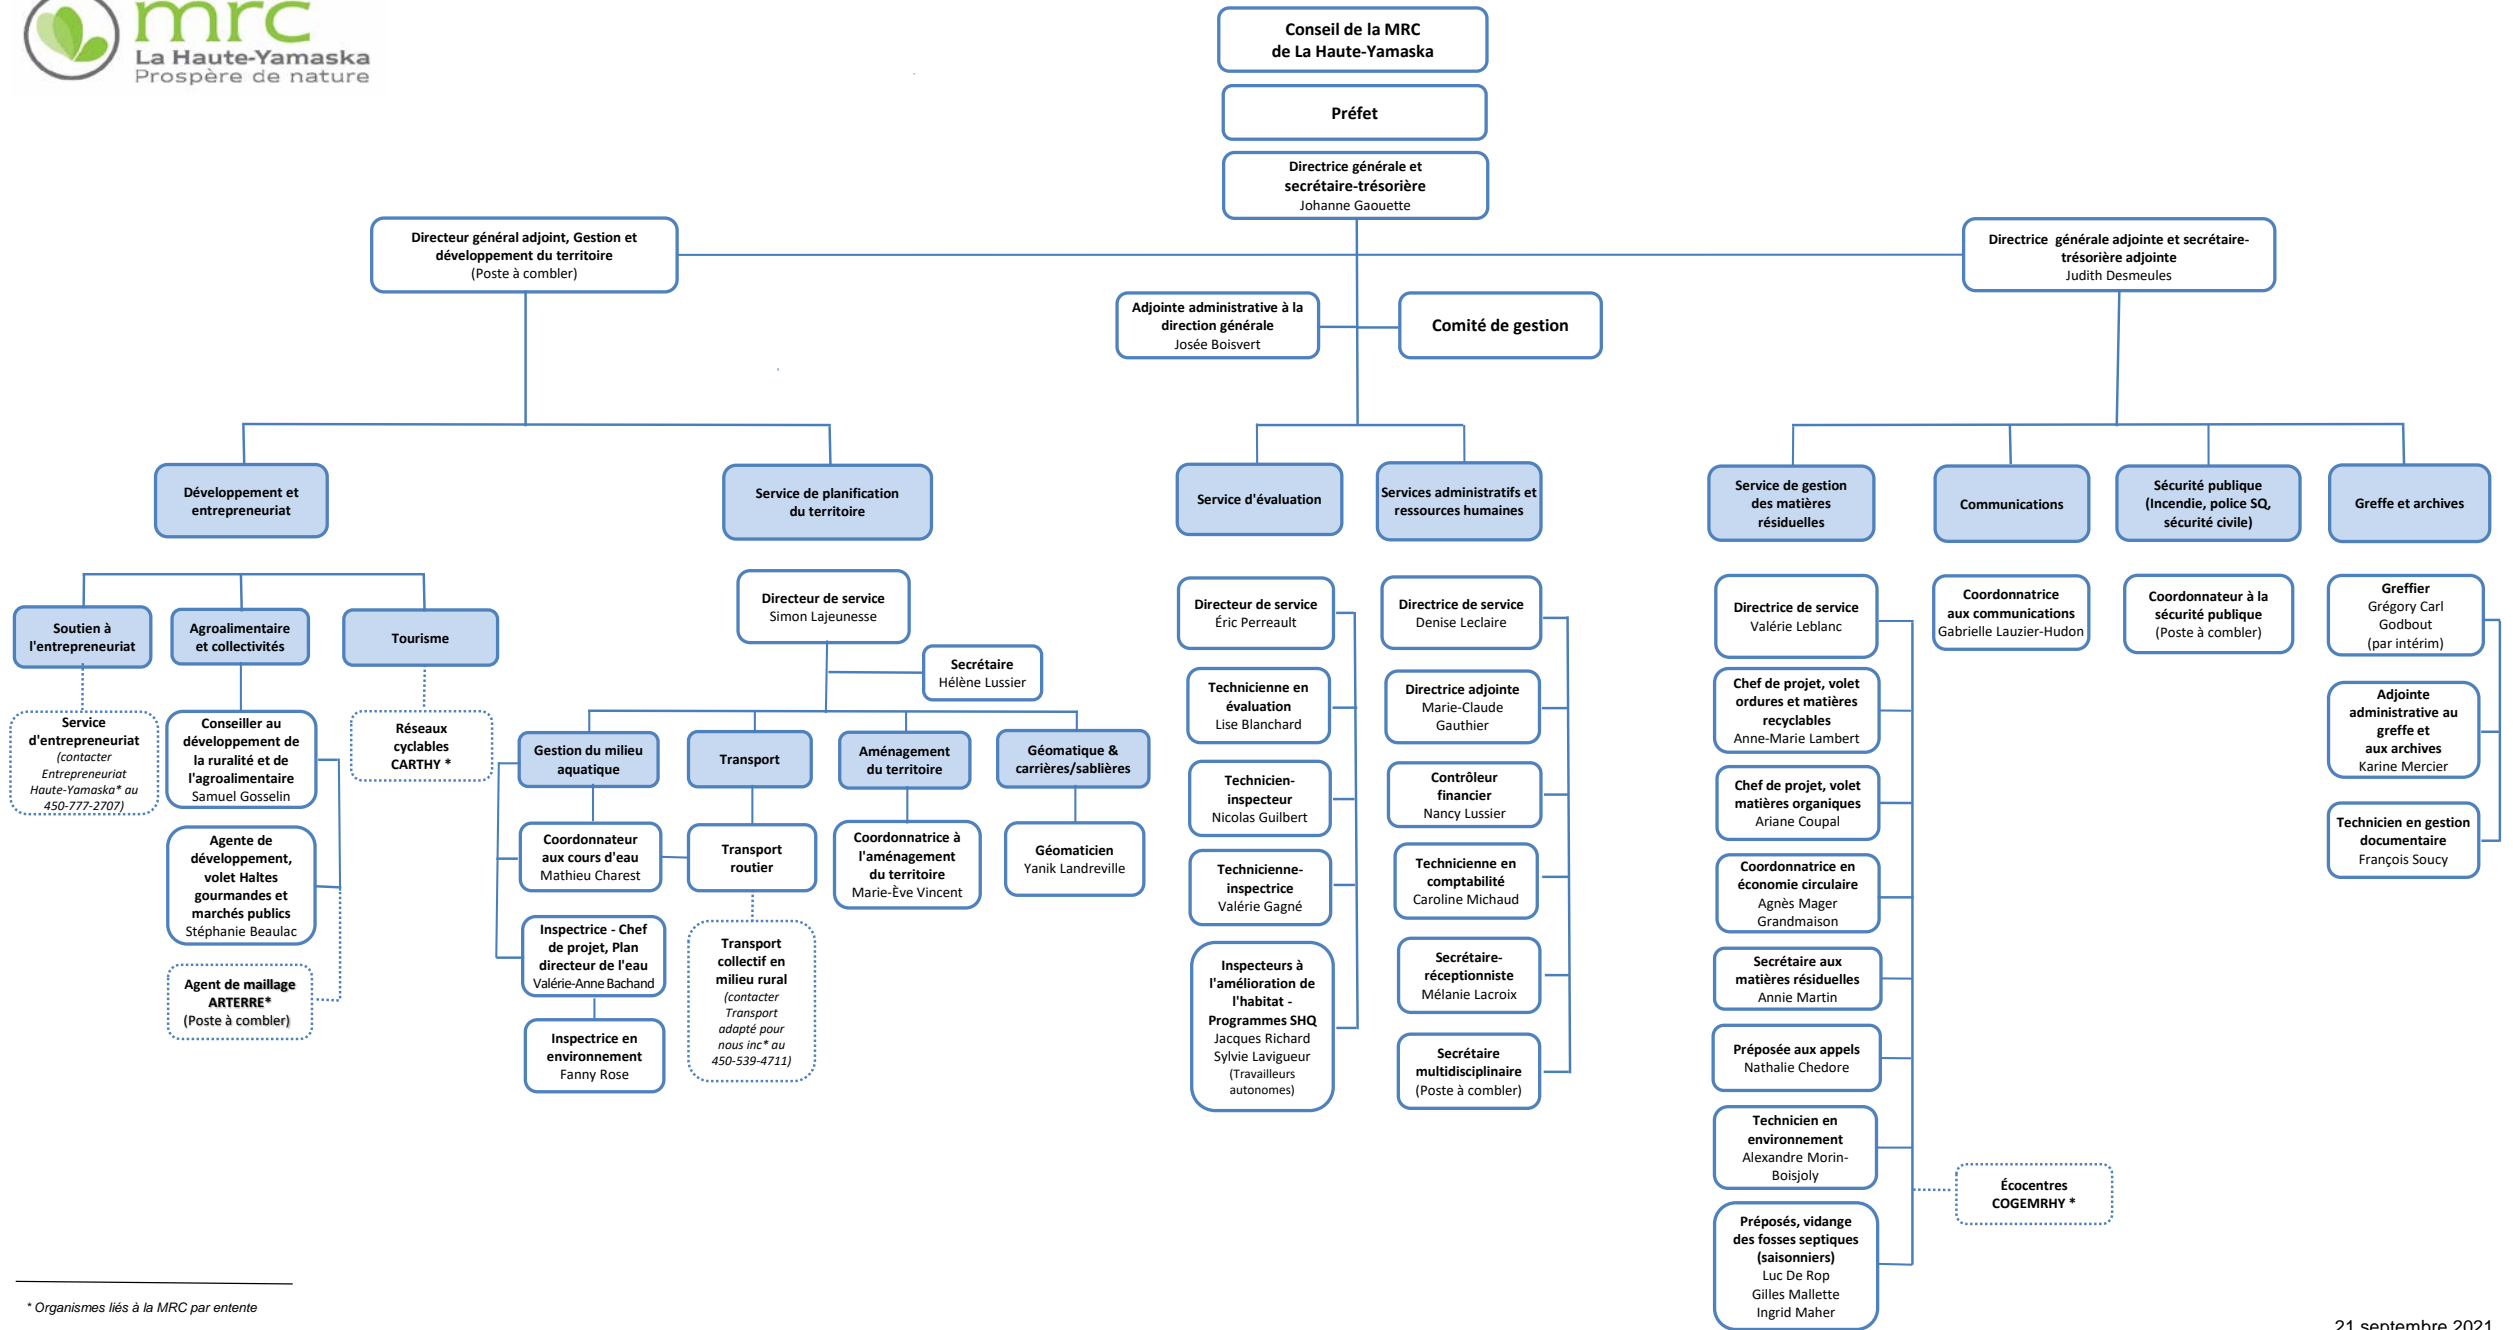 mrc
La Haute-Yamaska
Prospère de nature
Conseil de la MRC
de La Haute-Yamaska
Préfet
Directrice générale et
secrétaire-trésorière
Johanne Gaouette
Directeur général adjoint, Gestion et
développement du territoire
(Poste à combler)
Directrice générale adjointe et secrétaire-
trésorière adjointe
Judith Desmeules
Adjointe administrative à la
direction générale
Josée Boisvert
Comité de gestion
Développement et
entrepreneuriat
Service de planification
du territoire
Service d'évaluation
Services administratifs et
ressources humaines
Service de gestion
des matières
résiduelles
Communications
Sécurité publique
(Incendie, police SQ,
sécurité civile)
Greffe et archives
Soutien à
l'entrepreneuriat
Agroalimentaire
et collectivités
Tourisme
Service
d'entrepreneuriat
(contacter
Entrepreneuriat
Haute-Yamaska* au
450-777-2707)
Conseiller au
développement de
la ruralité et de
l'agroalimentaire
Samuel Gosselin
Agente de
développement,
volet Haltes
gourmandes et
marchés publics
Stéphanie Beaulac
Agent de maillage
ARTERRE*
(Poste à combler)
Réseaux
cyclables
CARTHY *
Directeur de service
Simon Lajeunesse
Secrétaire
Hélène Lussier
Gestion du milieu
aquatique
Transport
Aménagement
du territoire
Géomatique &
carrières/sablières
Coordonnateur
aux cours d'eau
Mathieu Charest
Inspectrice - Chef
de projet, Plan
directeur de l'eau
Valérie-Anne Bachand
Inspectrice en
environnement
Fanny Rose
Transport
routier
Transport
collectif en
milieu rural
(contacter
Transport
adapté pour
nous inc* au
450-539-4711)
Coordonnatrice à
l'aménagement
du territoire
Marie-Ève Vincent
Géomaticien
Yanik Landreville
Directeur de service
Éric Perreault
Technicienne en
évaluation
Lise Blanchard
Technicien-
inspecteur
Nicolas Guilbert
Technicienne-
inspectrice
Valérie Gagné
Inspecteurs à
l'amélioration de
l'habitat -
Programmes SHQ
Jacques Richard
Sylvie Lavigueur
(Travailleurs
autonomes)
Directrice de service
Denise Leclaire
Directrice adjointe
Marie-Claude
Gauthier
Contrôleur
financier
Nancy Lussier
Technicienne en
comptabilité
Caroline Michaud
Secrétaire-
réceptionniste
Mélanie Lacroix
Secrétaire
multidisciplinaire
(Poste à combler)
Directrice de service
Valérie Leblanc
Chef de projet, volet
ordures et matières
recyclables
Anne-Marie Lambert
Chef de projet, volet
matières organiques
Ariane Coupal
Coordonnatrice en
économie circulaire
Agnès Mager
Grandmaison
Secrétaire aux
matières résiduelles
Annie Martin
Préposée aux appels
Nathalie Chedore
Technicien en
environnement
Alexandre Morin-
Boisjoly
Préposés, vidange
des fosses septiques
(saisonniers)
Luc De Rop
Gilles Mallette
Ingrid Maher
Écocentres
COGEMRHY *
Coordonnatrice
aux communications
Gabrielle Lauzier-Hudon
Coordonnateur à la
sécurité publique
(Poste à combler)
Greffier
Grégory Carl
Godbout
(par intérim)
Adjointe
administrative au
greffe et
aux archives
Karine Mercier
Technicien en gestion
documentaire
François Soucy
* Organismes liés à la MRC par entente
21 septembre 2021